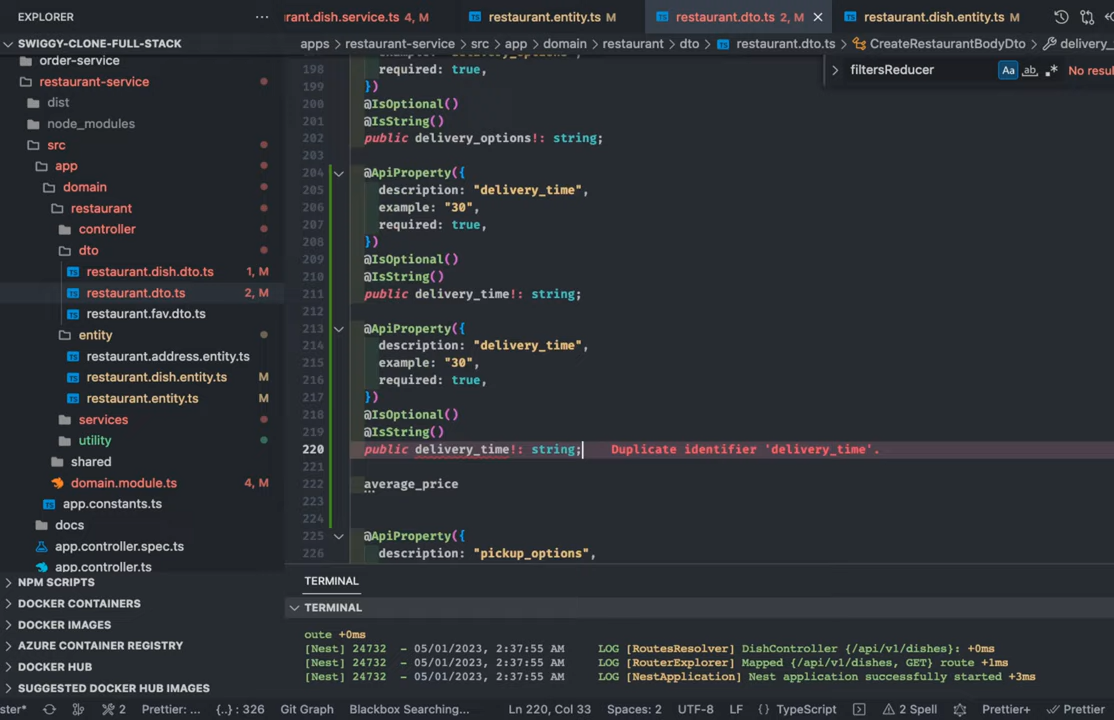 EXPLORER
SWIGGY-CLONE-FULL-STACK
order-service
restaurant-service
dist
node_modules
src
app
domain
restaurant
controller
dto
restaurant.dish.dto.ts 1, M
restaurant.dto.ts 2, M
restaurant.fav.dto.ts
entity
restaurant.address.entity.ts
restaurant.dish.entity.ts M
restaurant.entity.ts M
services
utility
shared
domain.module.ts 4, M
app.constants.ts
docs
app.controller.spec.ts
app.controller.ts
NPM SCRIPTS
DOCKER CONTAINERS
DOCKER IMAGES
AZURE CONTAINER REGISTRY
DOCKER HUB
SUGGESTED DOCKER HUB IMAGES
urant.dish.service.ts 4, M restaurant.entity.ts M restaurant.dto.ts 2, M restaurant.dish.entity.ts M
apps > restaurant-service > src > app > domain > restaurant > dto > restaurant.dto.ts > CreateRestaurantBodyDto > delivery_
filtersReducer Aa ab No resu
198 required: true,
199 })
200 @IsOptional()
201 @IsString()
202 public delivery_options!: string;
203
204 @ApiProperty({
205 description: "delivery_time",
206 example: "30",
207 required: true,
208 })
209 @IsOptional()
210 @IsString()
211 public delivery_time!: string;
212
213 @ApiProperty({
214 description: "delivery_time",
215 example: "30",
216 required: true,
217 })
218 @IsOptional()
219 @IsString()
220 public delivery_time!: string; Duplicate identifier 'delivery_time'.
221
222 average_price
223
224
225 @ApiProperty({
226 description: "pickup_options",
TERMINAL
TERMINAL
oute +0ms
[Nest] 24732 - 05/01/2023, 2:37:55 AM LOG [RoutesResolver] DishController {/api/v1/dishes}: +0ms
[Nest] 24732 - 05/01/2023, 2:37:55 AM LOG [RouterExplorer] Mapped {/api/v1/dishes, GET} route +1ms
[Nest] 24732 - 05/01/2023, 2:37:55 AM LOG [NestApplication] Nest application successfully started +3ms
ster* 2 Prettier: ... {..} : 326 Git Graph Blackbox Searching... Ln 220, Col 33 Spaces: 2 UTF-8 LF {} TypeScript 2 Spell Prettier+ Prettier